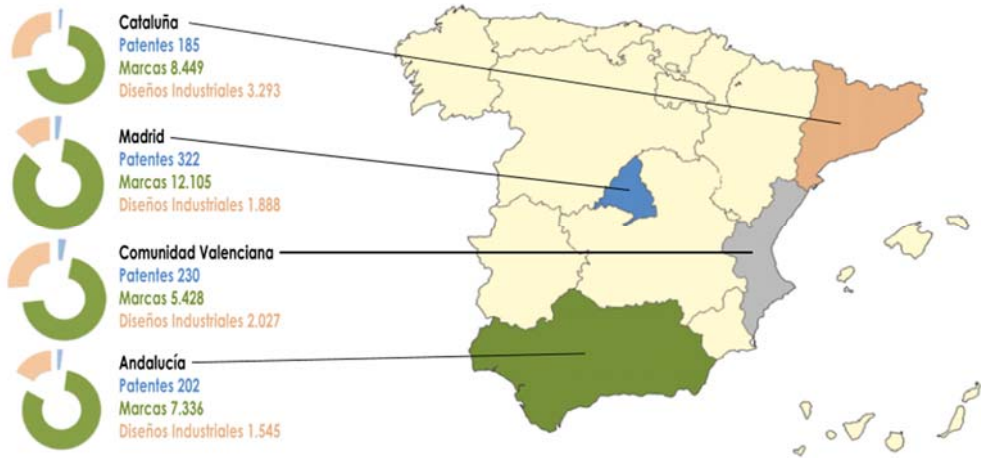 Cataluña
Patentes 185
Marcas 8.449
Diseños Industriales 3.293
Madrid
Patentes 322
Marcas 12.105
Diseños Industriales 1.888
Comunidad Valenciana
Patentes 230
Marcas 5.428
Diseños Industriales 2.027
Andalucía
Patentes 202
Marcas 7.336
Diseños Industriales 1.545